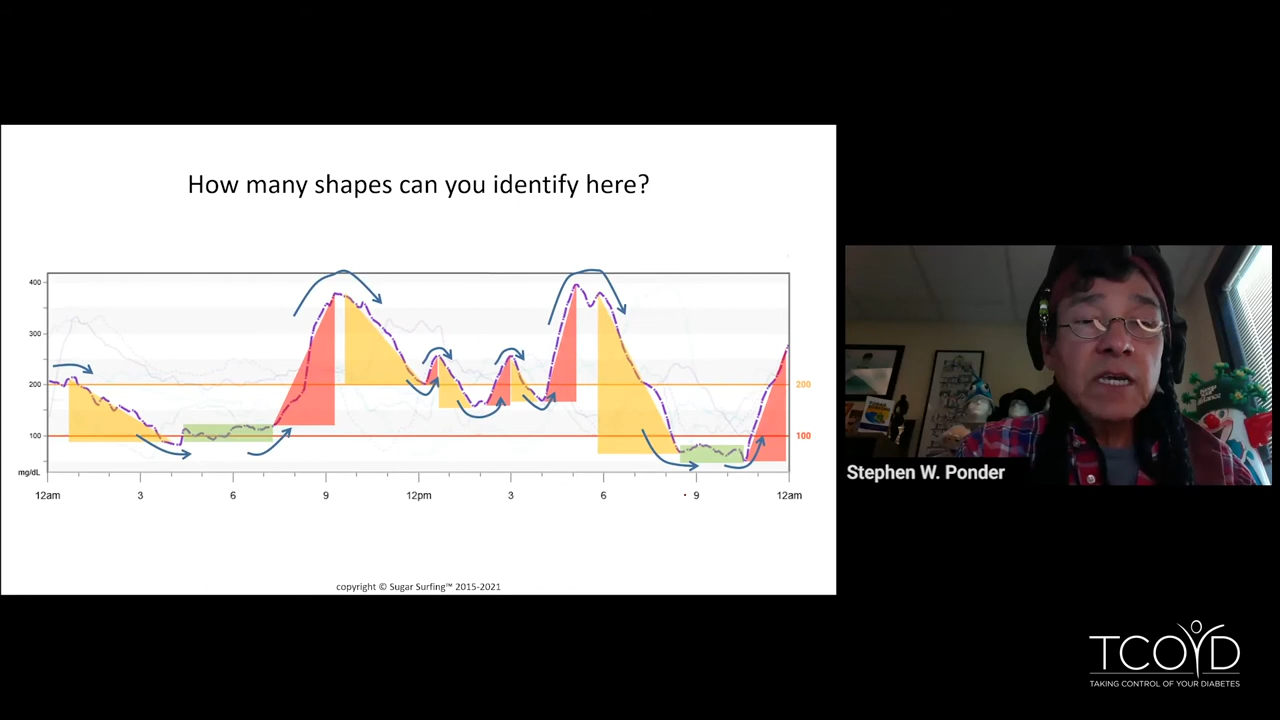 How many shapes can you identify here?
400
300
200
100
mg/dL
200
100
12am
3
6
9
12pm
3
6
9
12am
copyright © Sugar Surfing™ 2015-2021
Stephen W. Ponder
TCOYD
TAKING CONTROL OF YOUR DIABETES